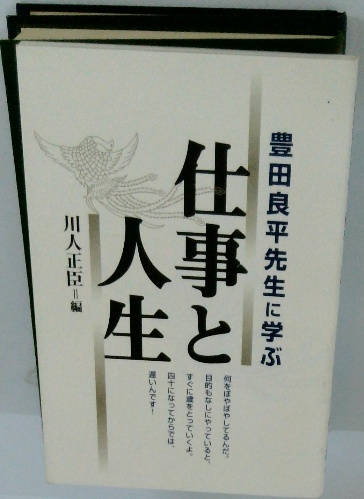 豊田良平先生に学ぶ
仕事と
人生
川人正臣＝編
何をぼやぼやしてるんだ。
目的もなしにやっていると、
すぐに歳をとっていくよ。
四十になってからでは、
遅いんです！